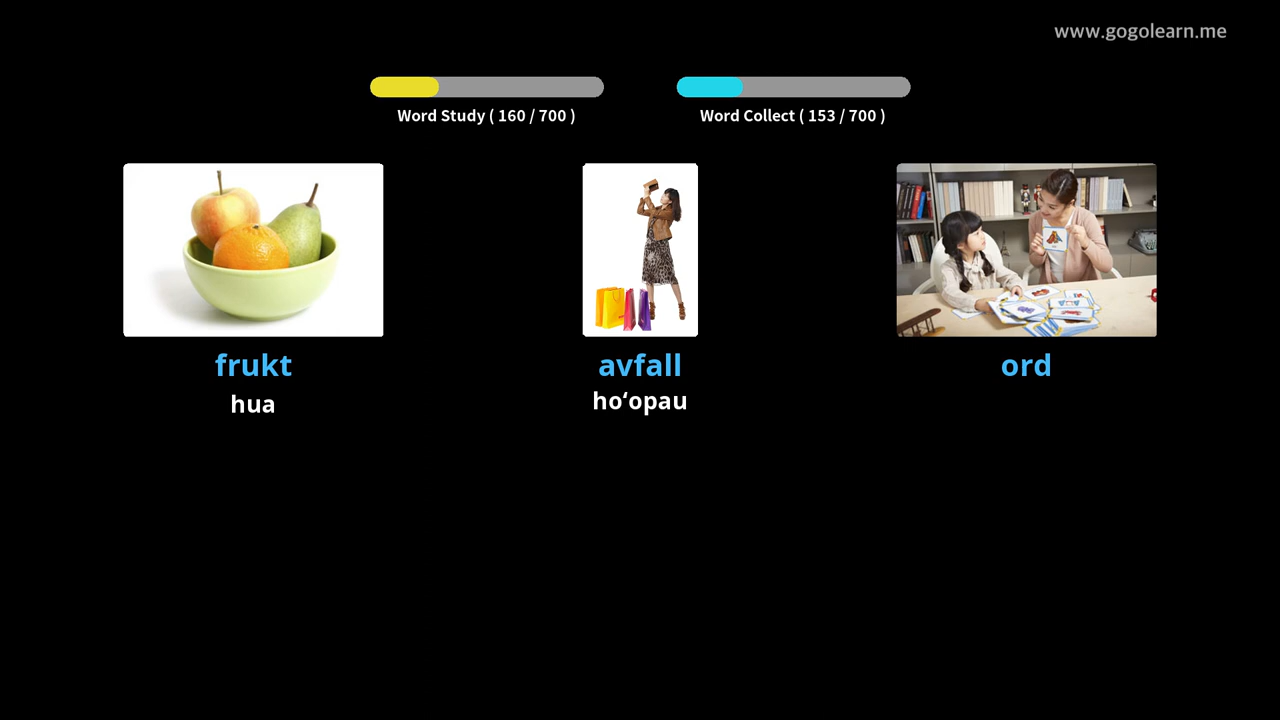 www.gogolearn.me
Word Study ( 160 / 700 )
Word Collect ( 153 / 700 )
frukt
hua
avfall
hoʻopau
ord